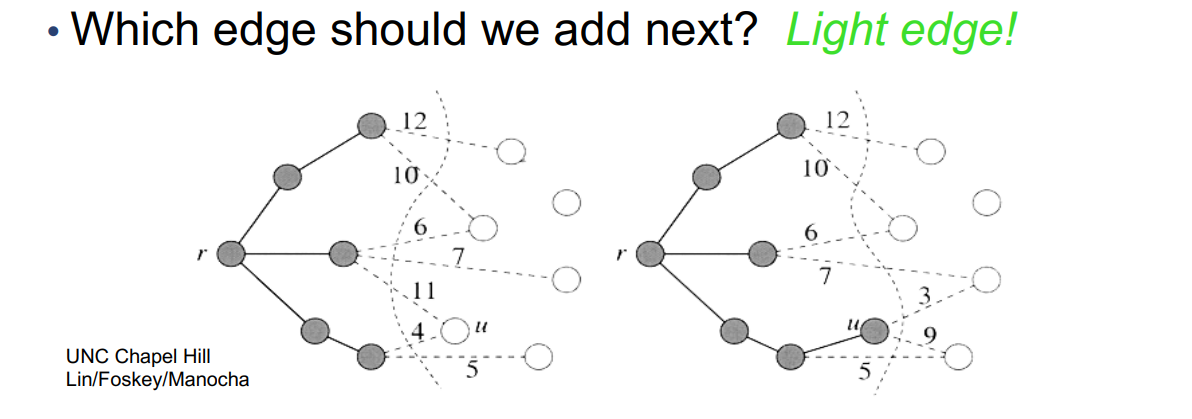 • Which edge should we add next? Light edge!
12
10
6
7
r
11
4
u
5
12
10
6
r
7
3
u
9
5
UNC Chapel Hill
Lin/Foskey/Manocha